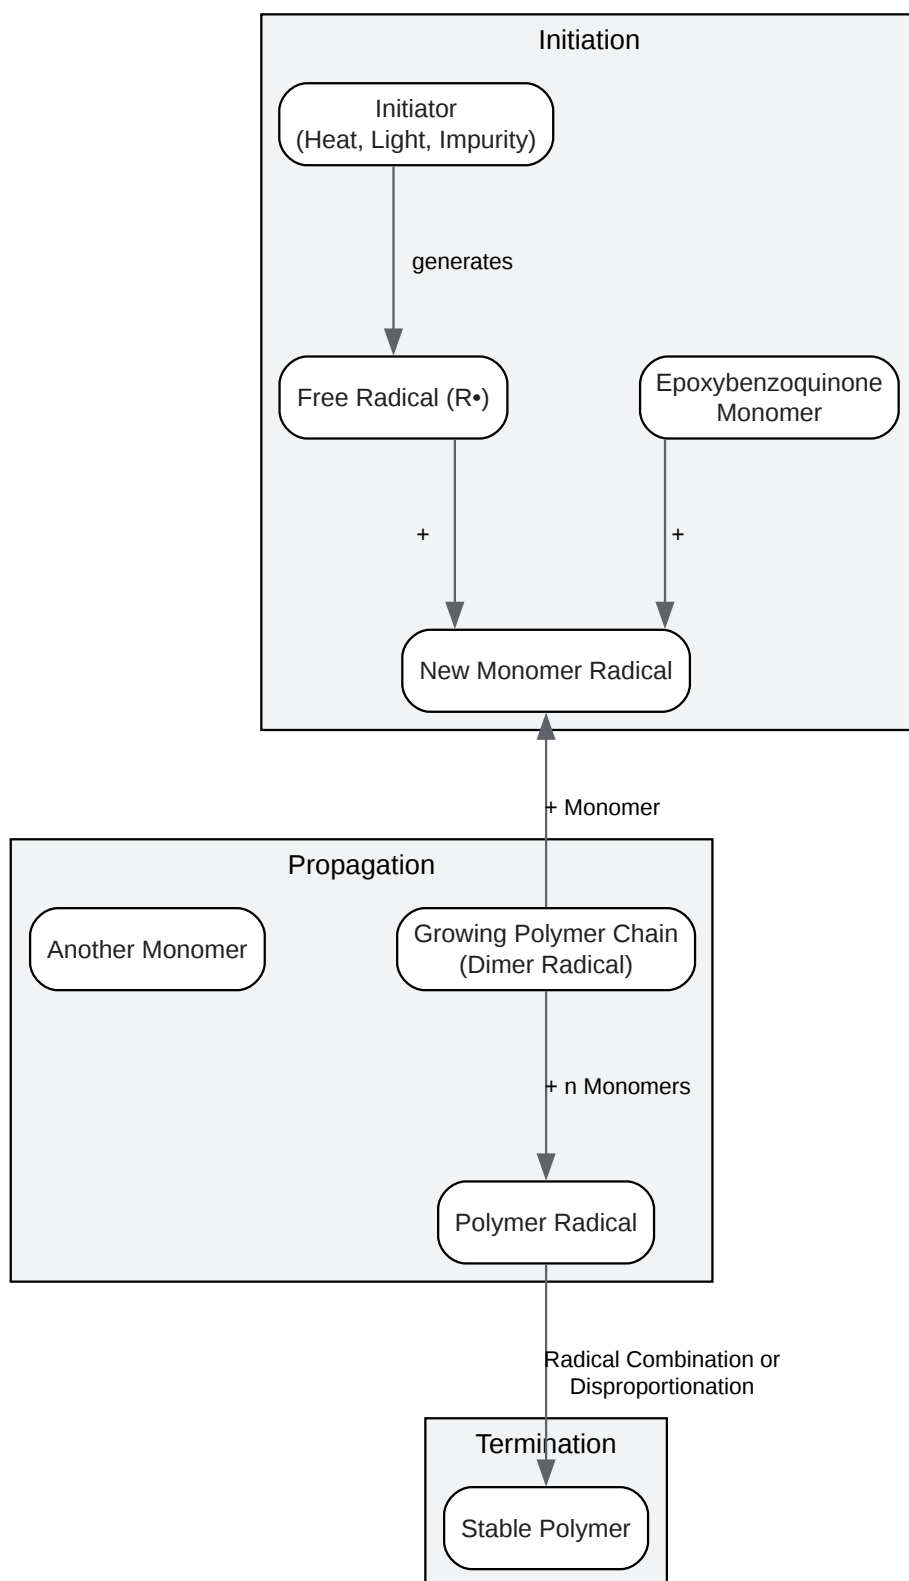 Initiation
Initiator
(Heat, Light, Impurity)
generates
Free Radical (R•)
Epoxybenzoquinone
Monomer
+
+
New Monomer Radical
+ Monomer
Propagation
Another Monomer
Growing Polymer Chain
(Dimer Radical)
+ n Monomers
Polymer Radical
Radical Combination or
Disproportionation
Termination
Stable Polymer